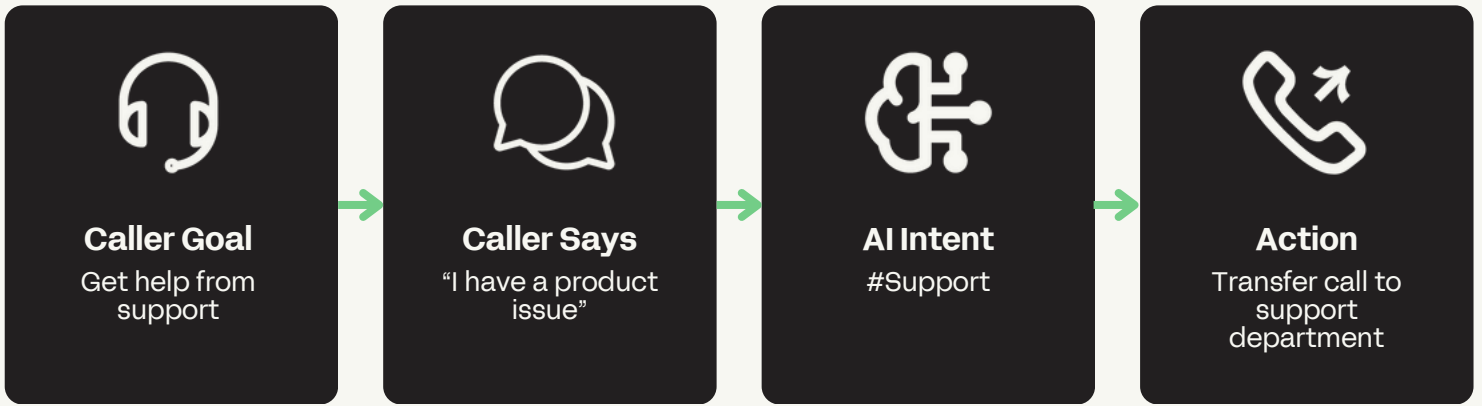 Caller Goal
Get help from
support
Caller Says
“I have a product
issue”
AI Intent
#Support
Action
Transfer call to
support
department